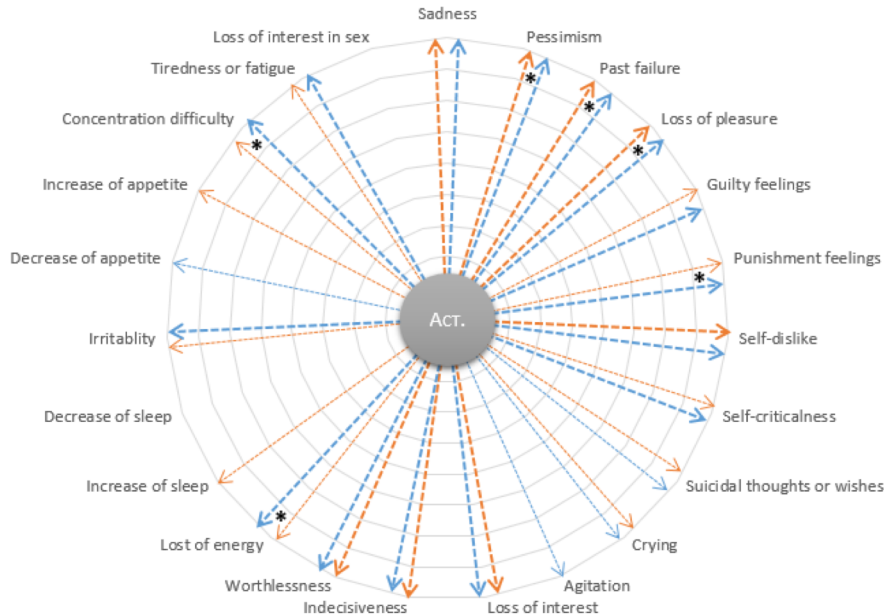 Sadness
Pessimism
Past failure
Loss of pleasure
Guilty feelings
Punishment feelings
Self-dislike
Self-criticalness
Suicidal thoughts or wishes
Crying
Agitation
Loss of interest
Indecisiveness
Worthlessness
Lost of energy
Increase of sleep
Decrease of sleep
Irritablity
Decrease of appetite
Increase of appetite
Concentration difficulty
Tiredness or fatigue
Loss of interest in sex
*
*
*
*
*
*
ACT.